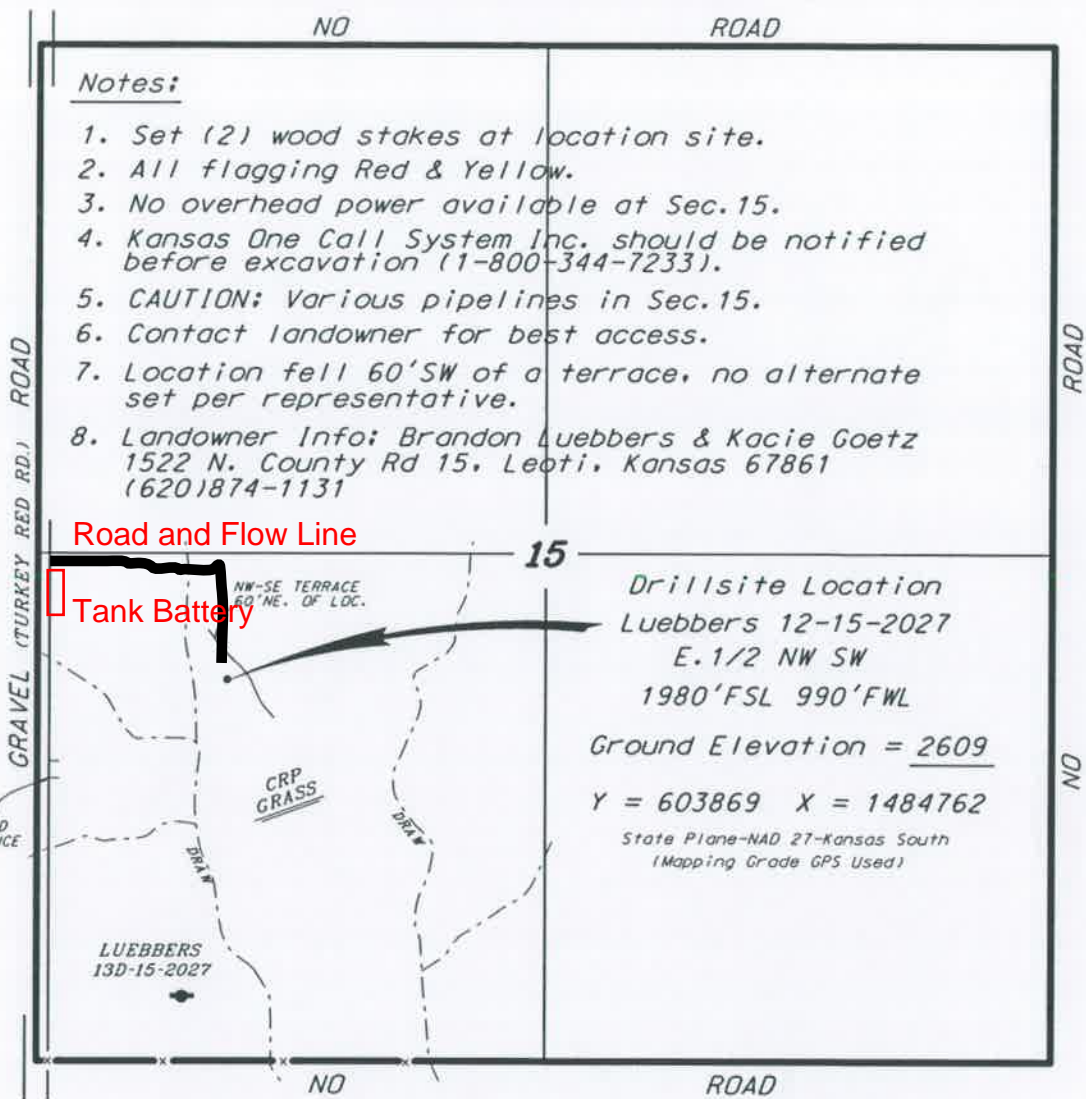 NO ROAD
Notes:
1. Set (2) wood stakes at location site.
2. All flagging Red & Yellow.
3. No overhead power available at Sec.15.
4. Kansas One Call System Inc. should be notified
before excavation (1-800-344-7233).
5. CAUTION: Various pipelines in Sec.15.
6. Contact landowner for best access.
7. Location fell 60'SW of a terrace, no alternate
set per representative.
8. Landowner Info: Brandon Luebbers & Kacie Goetz
1522 N. County Rd 15, Leoti, Kansas 67861
(620)874-1131
GRAVEL (TURKEY RED RD.) ROAD
NO ROAD
Road and Flow Line
15
Tank Battery
NW-SE TERRACE
60'NE. OF LOC.
Drillsite Location
Luebbers 12-15-2027
E.1/2 NW SW
1980'FSL 990'FWL
Ground Elevation = 2609
Y = 603869 X = 1484762
State Plane-NAD 27-Kansas South
(Mapping Grade GPS Used)
CRP
GRASS
DRAW
DRAW
LUEBBERS
13D-15-2027
NO ROAD